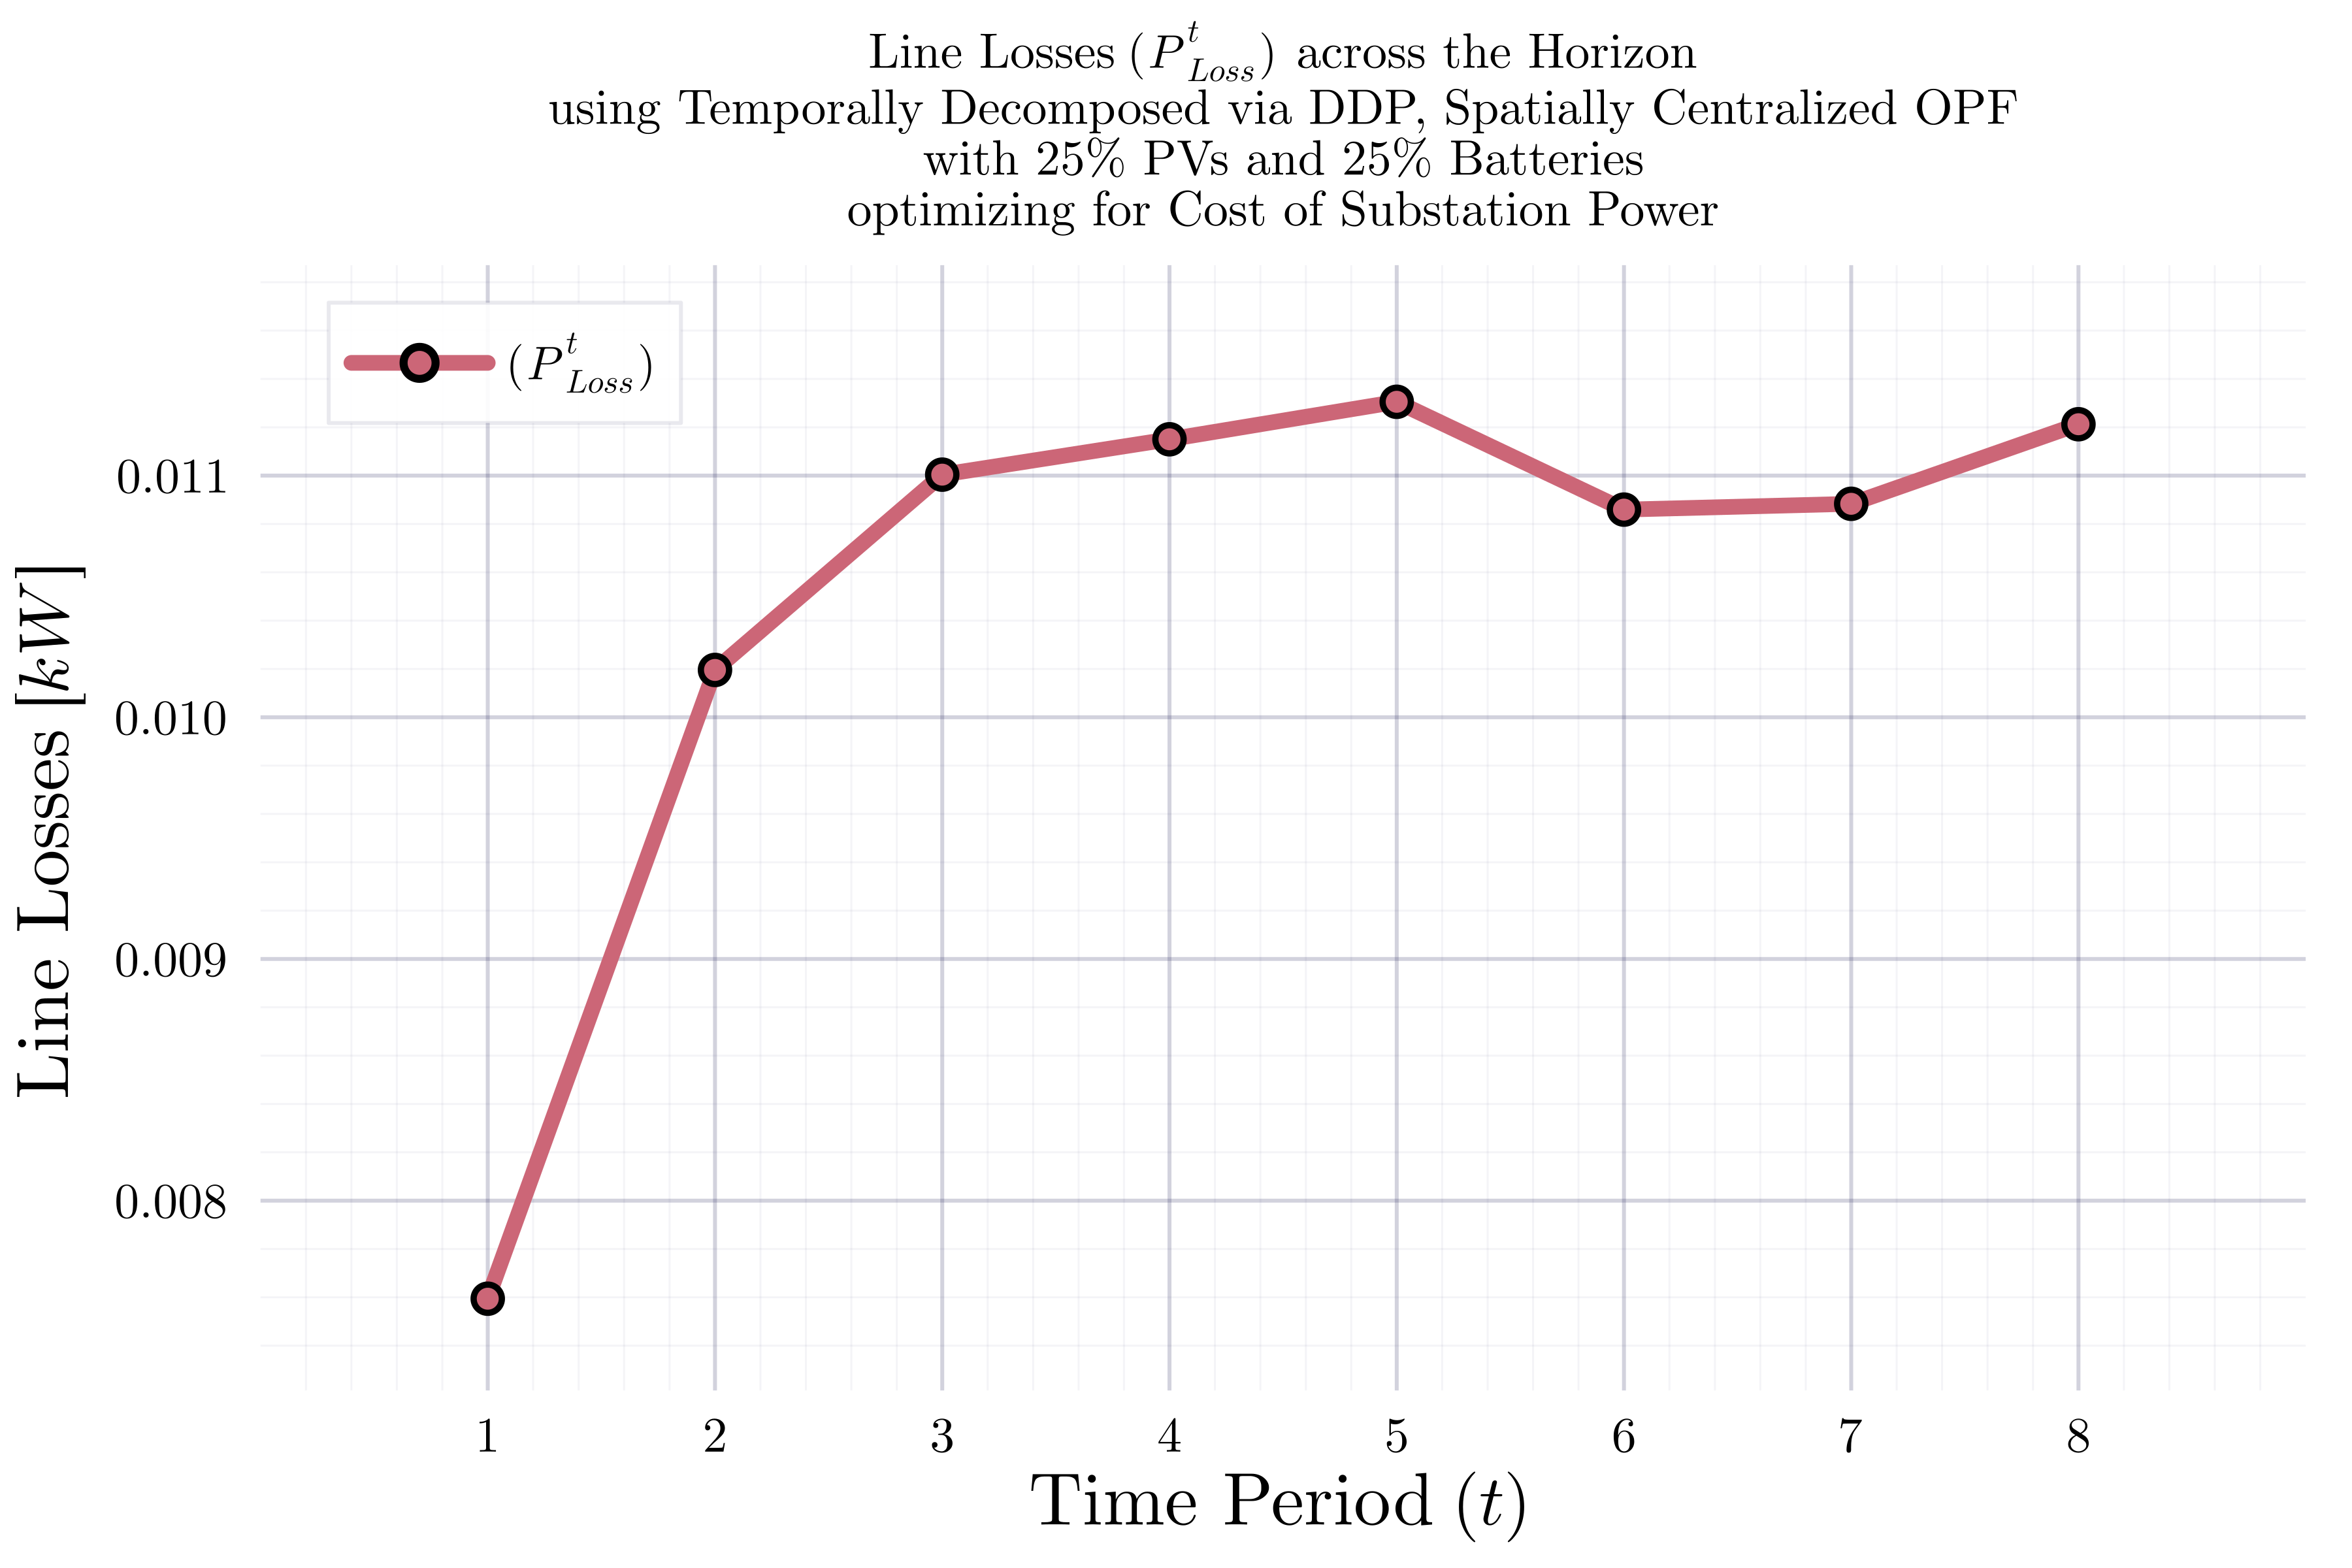 Line Losses (P^t_Loss) across the Horizon
using Temporally Decomposed via DDP, Spatially Centralized OPF
with 25% PVs and 25% Batteries
optimizing for Cost of Substation Power
(P^t_Loss)
Line Losses [kW]
0.011
0.010
0.009
0.008
1 2 3 4 5 6 7 8
Time Period (t)